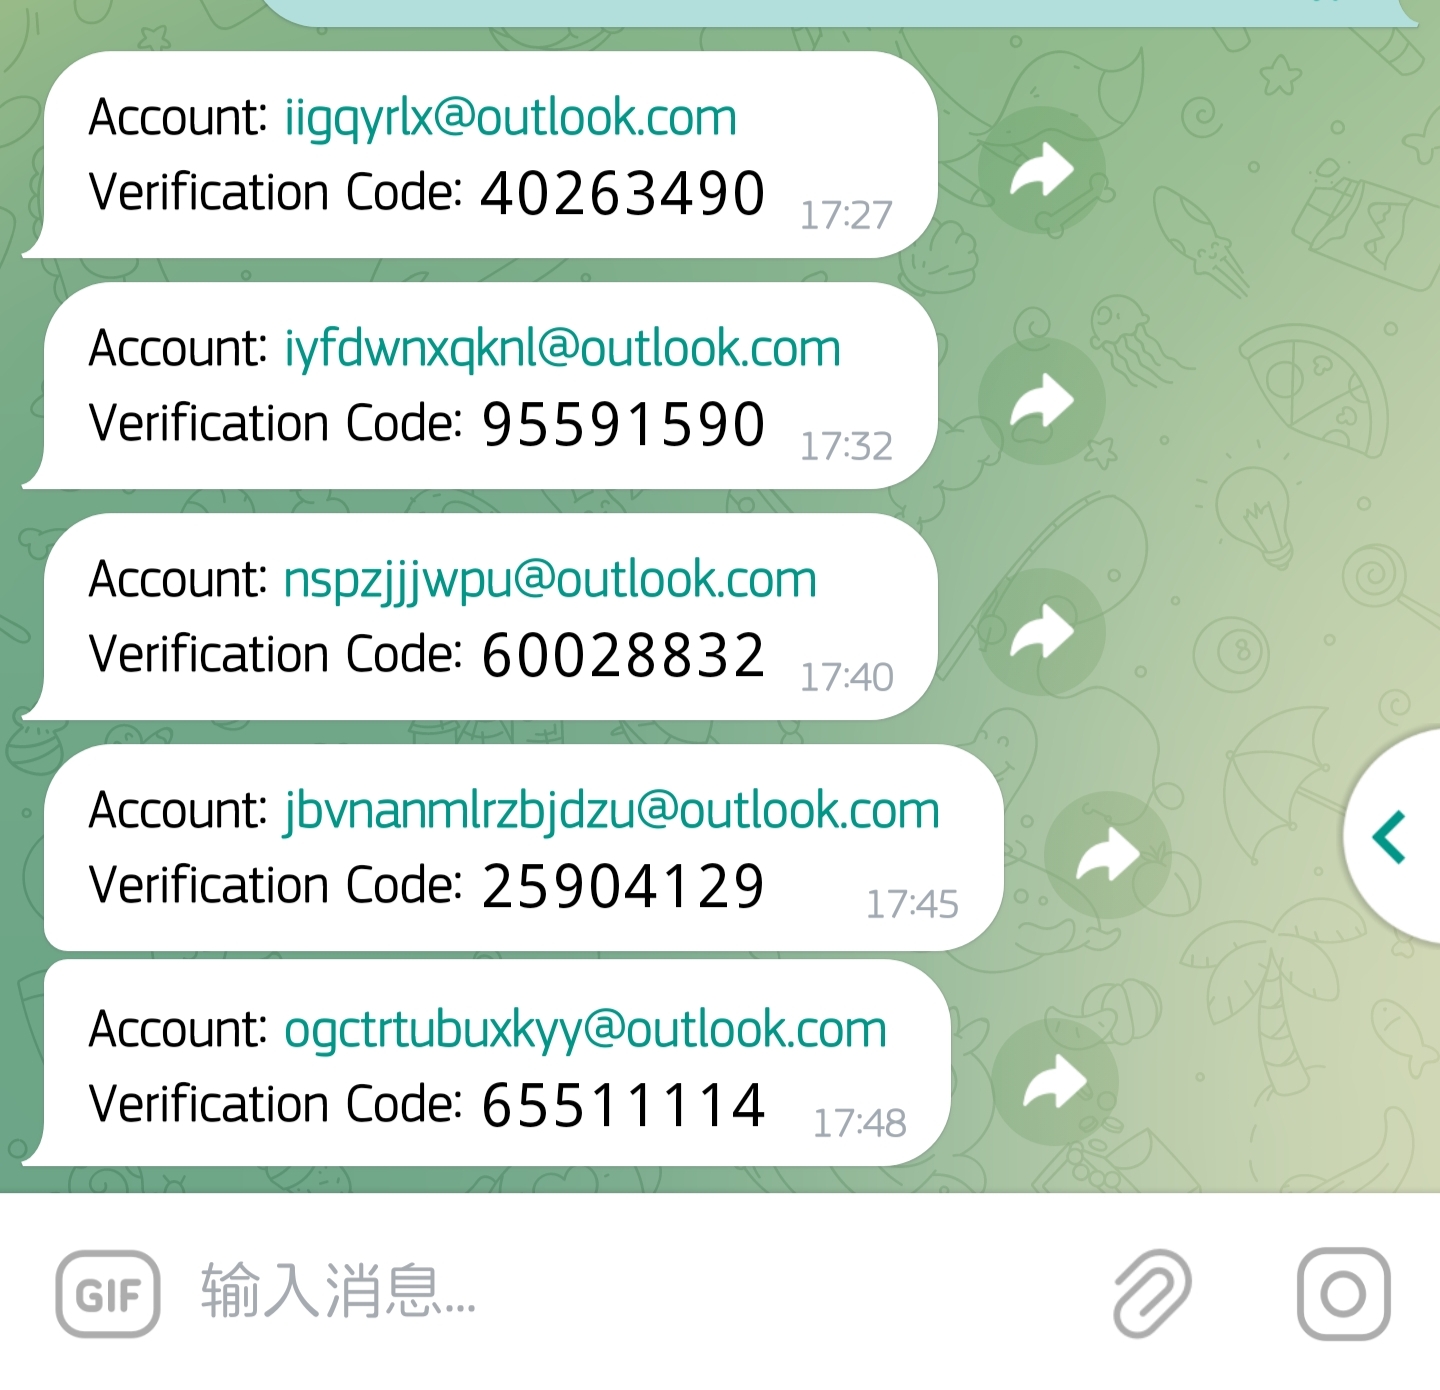 Account: iigqyrlx@outlook.com
Verification Code: 40263490
17:27
Account: iyfdwnxqknl@outlook.com
Verification Code: 95591590
17:32
Account: nspzjjjwpu@outlook.com
Verification Code: 60028832
17:40
Account: jbvnanmlrzbjdzu@outlook.com
Verification Code: 25904129
17:45
Account: ogctrtubuxkyy@outlook.com
Verification Code: 65511114
17:48
GIF 输入消息...